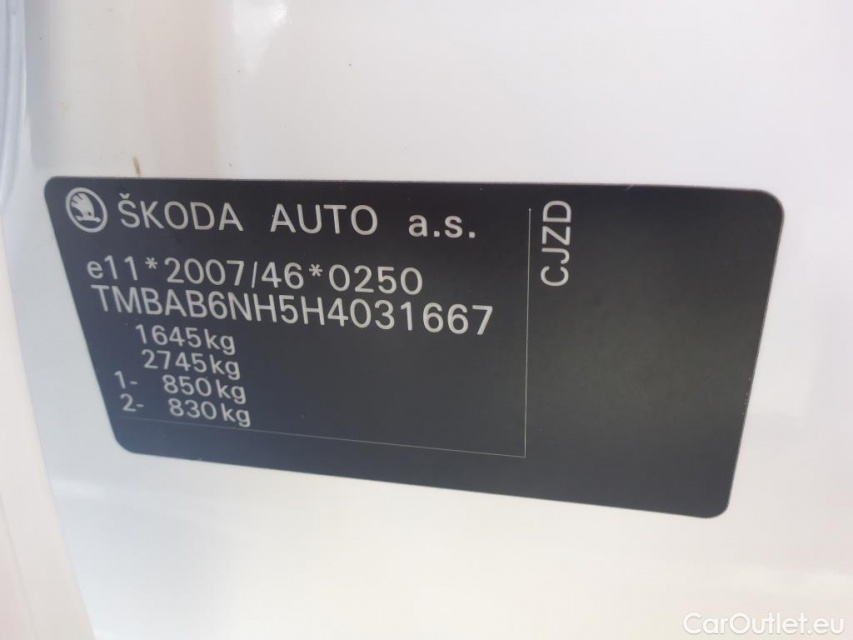 ŠKODA AUTO a.s.
e11*2007/46*0250
TMBAB6NH5H4031667
1645kg
2745kg
1- 850kg
2- 830kg
CJZD
CarOutlet.eu